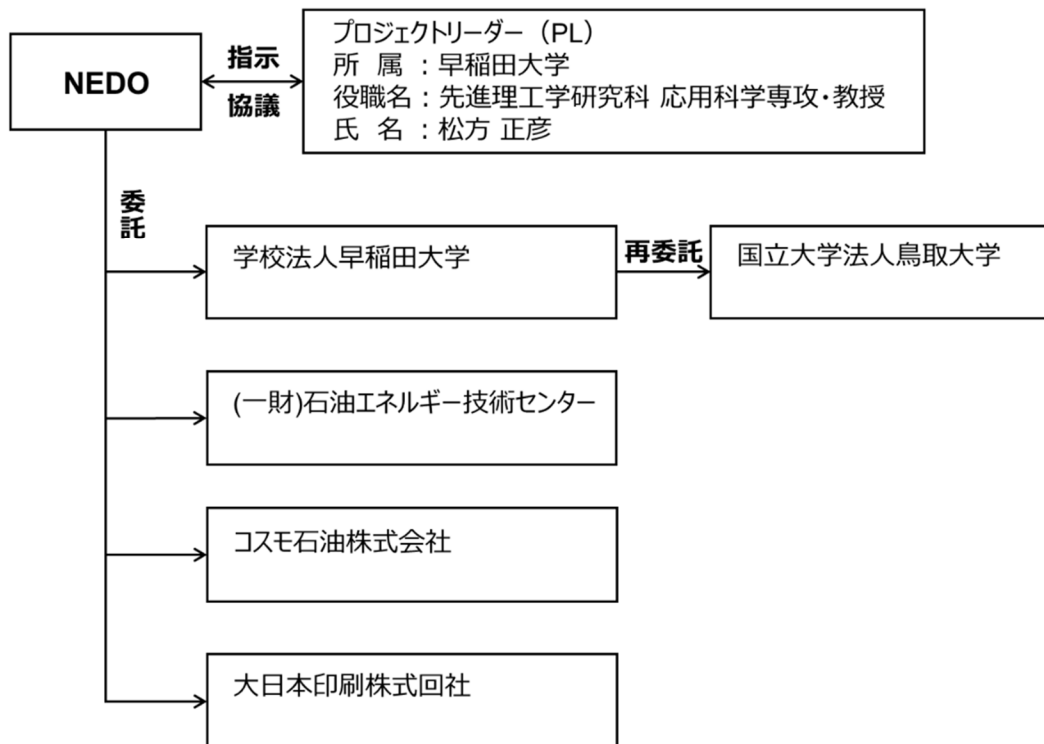 NEDO
指示
協議
プロジェクトリーダー（PL）
所 属 ：早稲田大学
役職名：先進理工学研究科 応用科学専攻・教授
氏 名 ：松方 正彦
委託
学校法人早稲田大学
再委託
国立大学法人鳥取大学
(一財)石油エネルギー技術センター
コスモ石油株式会社
大日本印刷株式回社